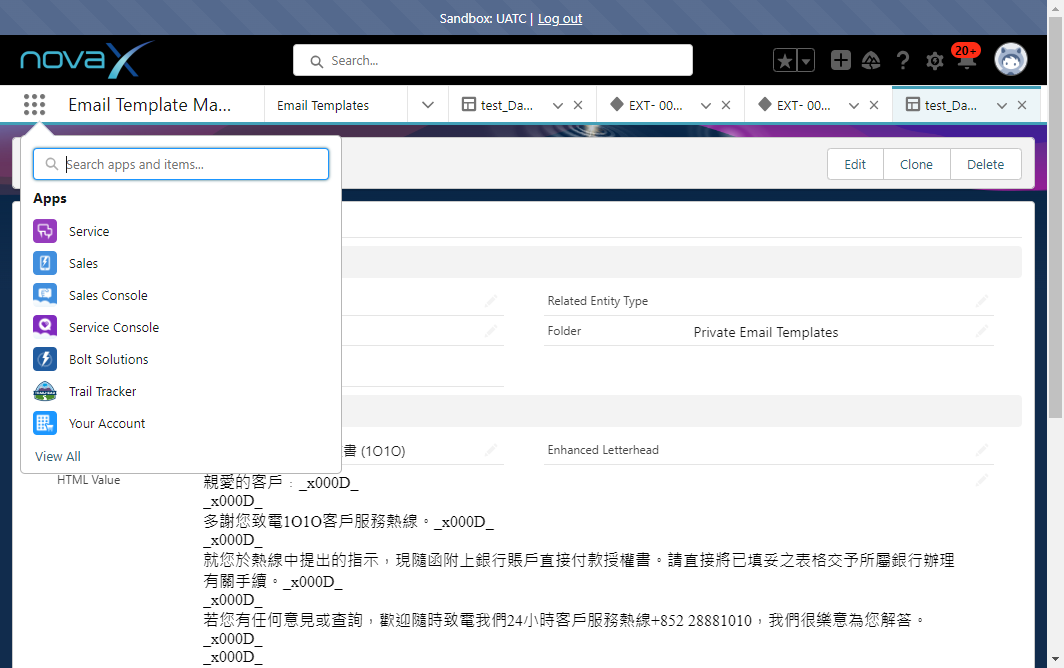 Sandbox: UATC | Log out
novaX
Search...
20+
Email Template Ma...
Email Templates
test_Da...
EXT- 00...
EXT- 00...
test_Da...
Search apps and items...
Edit
Clone
Delete
Apps
Service
Sales
Sales Console
Service Console
Bolt Solutions
Trail Tracker
Your Account
View All
Related Entity Type
Folder
Private Email Templates
書 (1O1O)
Enhanced Letterhead
HTML Value
親愛的客戶﹕_x000D_
_x000D_
多謝您致電1O1O客戶服務熱線。_x000D_
_x000D_
就您於熱線中提出的指示，現隨函附上銀行賬戶直接付款授權書。請直接將已填妥之表格交予所屬銀行辦理
有關手續。_x000D_
_x000D_
若您有任何意見或查詢，歡迎隨時致電我們24小時客戶服務熱線+852 28881010，我們很樂意為您解答。
_x000D_
_x000D_